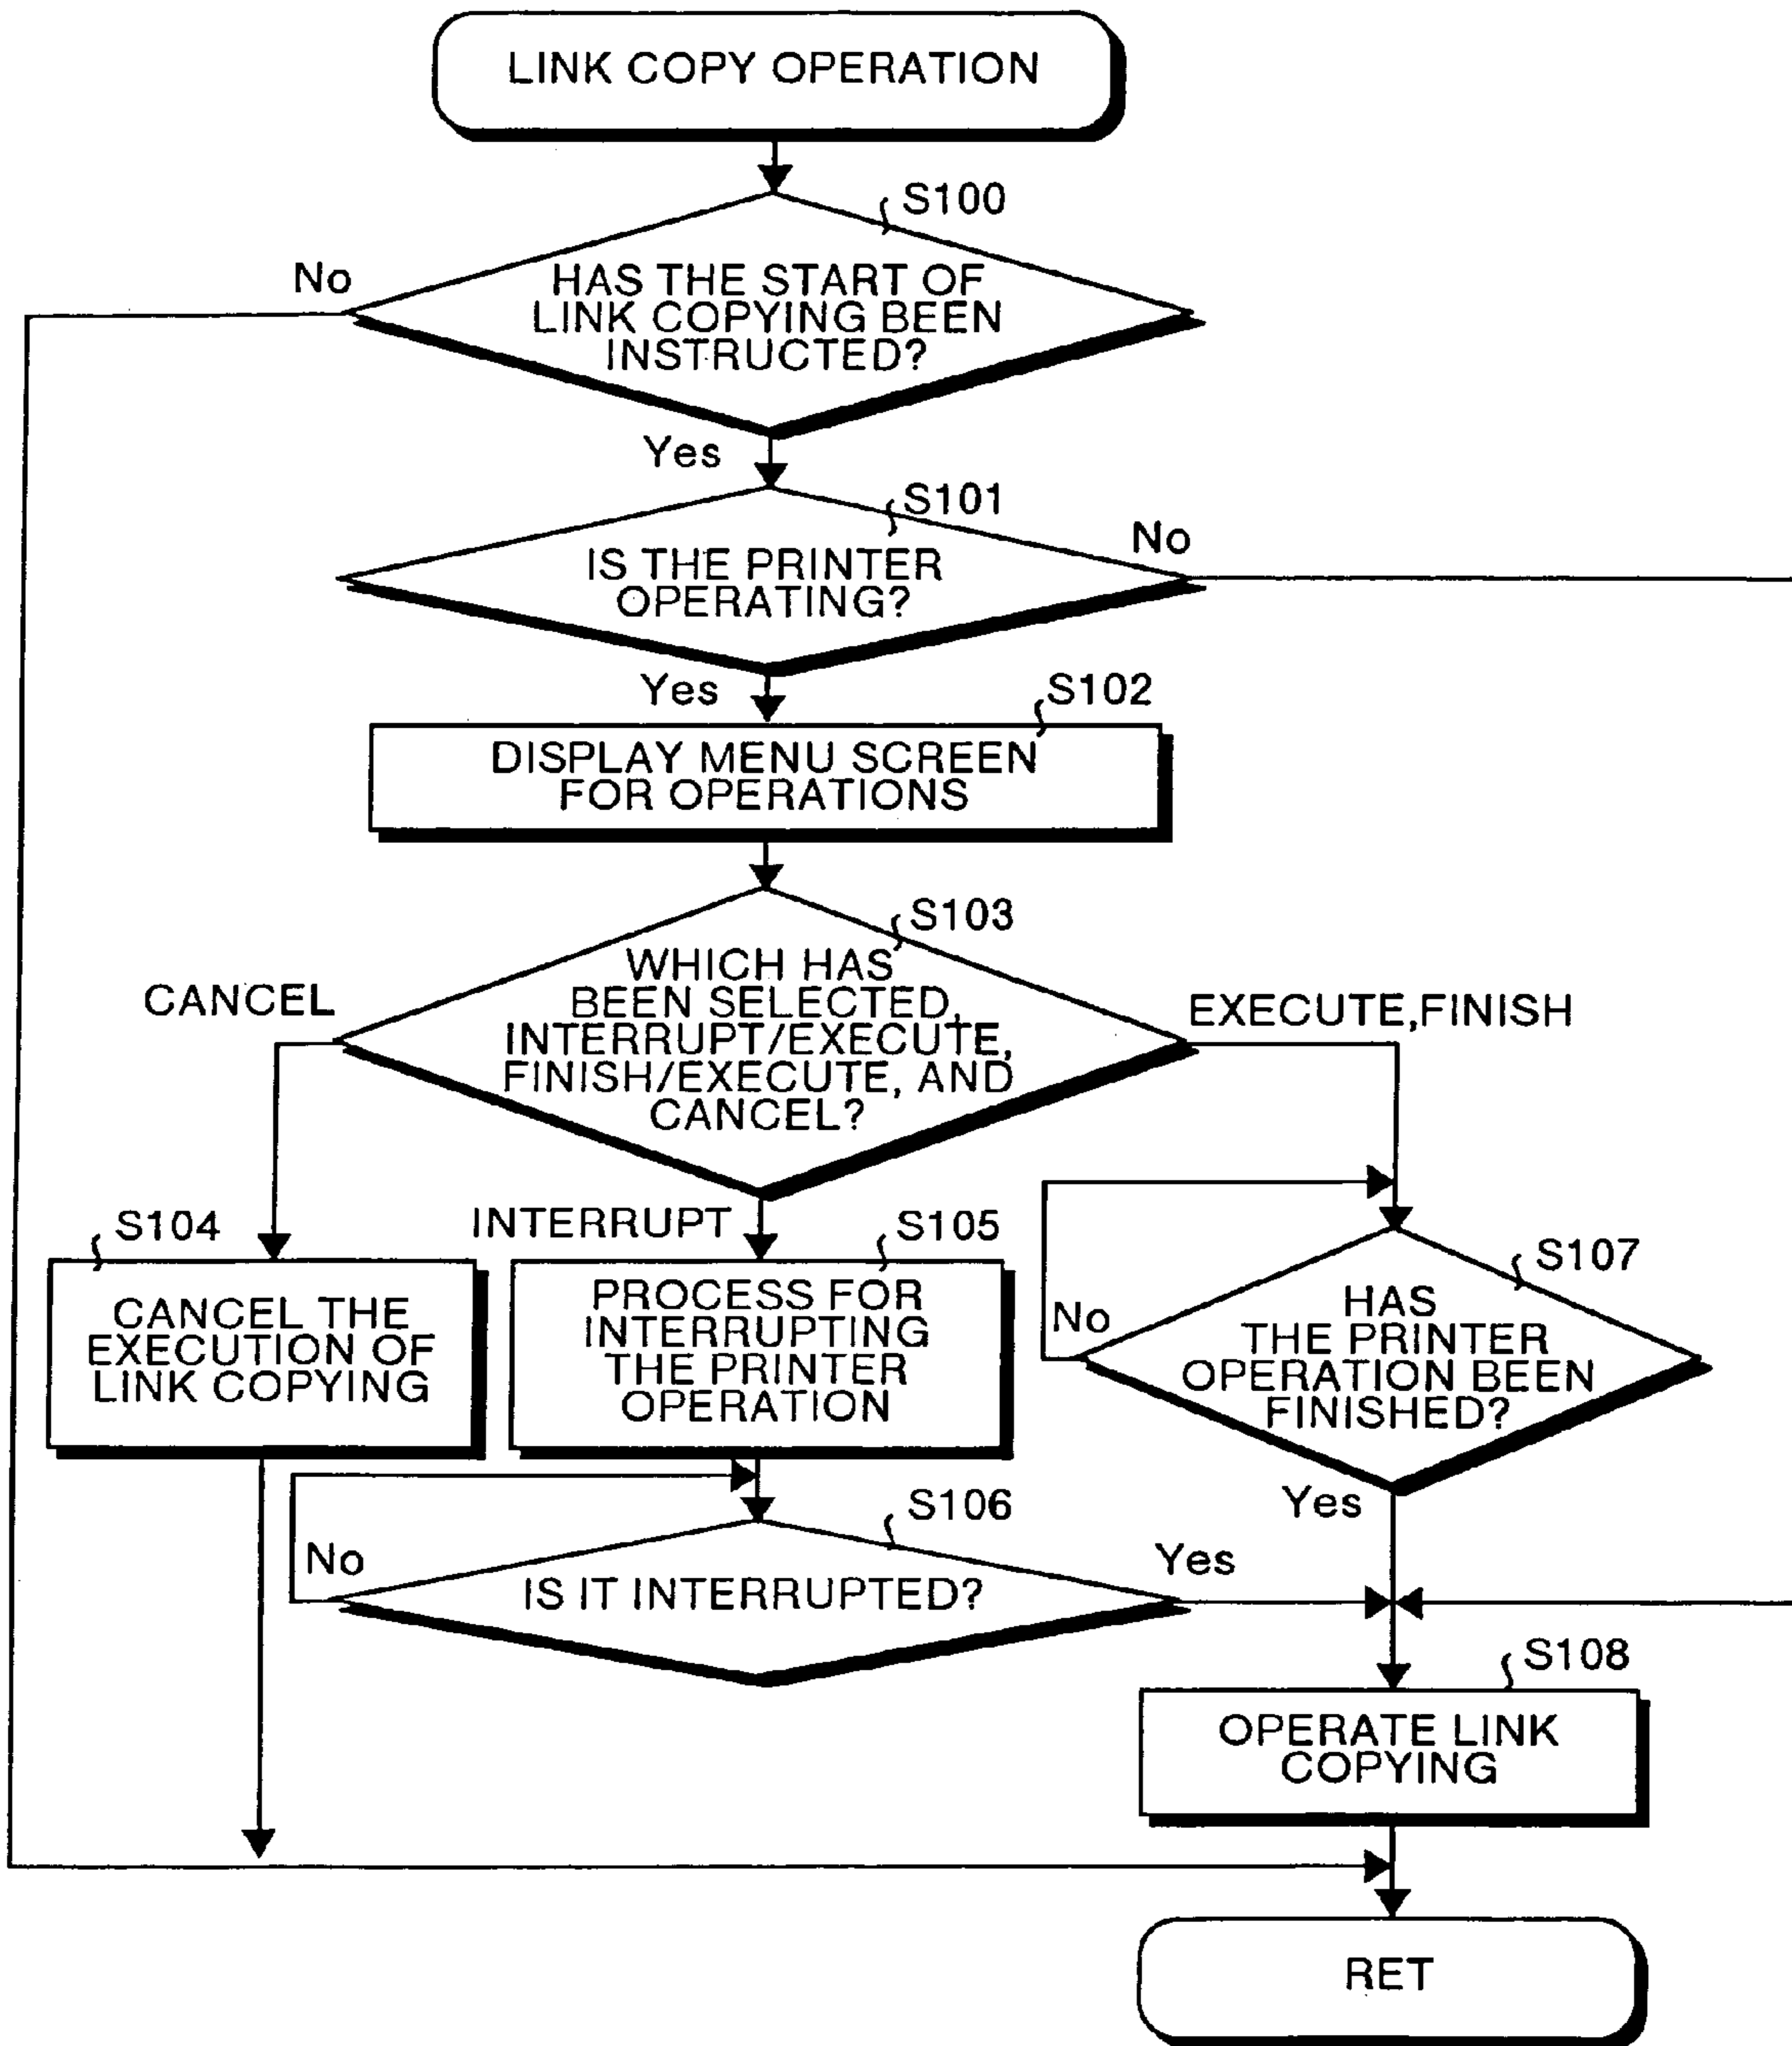 LINK COPY OPERATION
S100
No
HAS THE START OF
LINK COPYING BEEN
INSTRUCTED?
Yes
S101
No
IS THE PRINTER
OPERATING?
Yes
S102
DISPLAY MENU SCREEN
FOR OPERATIONS
S103
WHICH HAS
BEEN SELECTED,
INTERRUPT/EXECUTE,
FINISH/EXECUTE, AND
CANCEL?
CANCEL
EXECUTE,FINISH
S104
INTERRUPT
S105
CANCEL THE
EXECUTION OF
LINK COPYING
PROCESS FOR
INTERRUPTING
THE PRINTER
OPERATION
S107
No
HAS
THE PRINTER
OPERATION BEEN
FINISHED?
Yes
S106
No
IS IT INTERRUPTED?
Yes
S108
OPERATE LINK
COPYING
RET